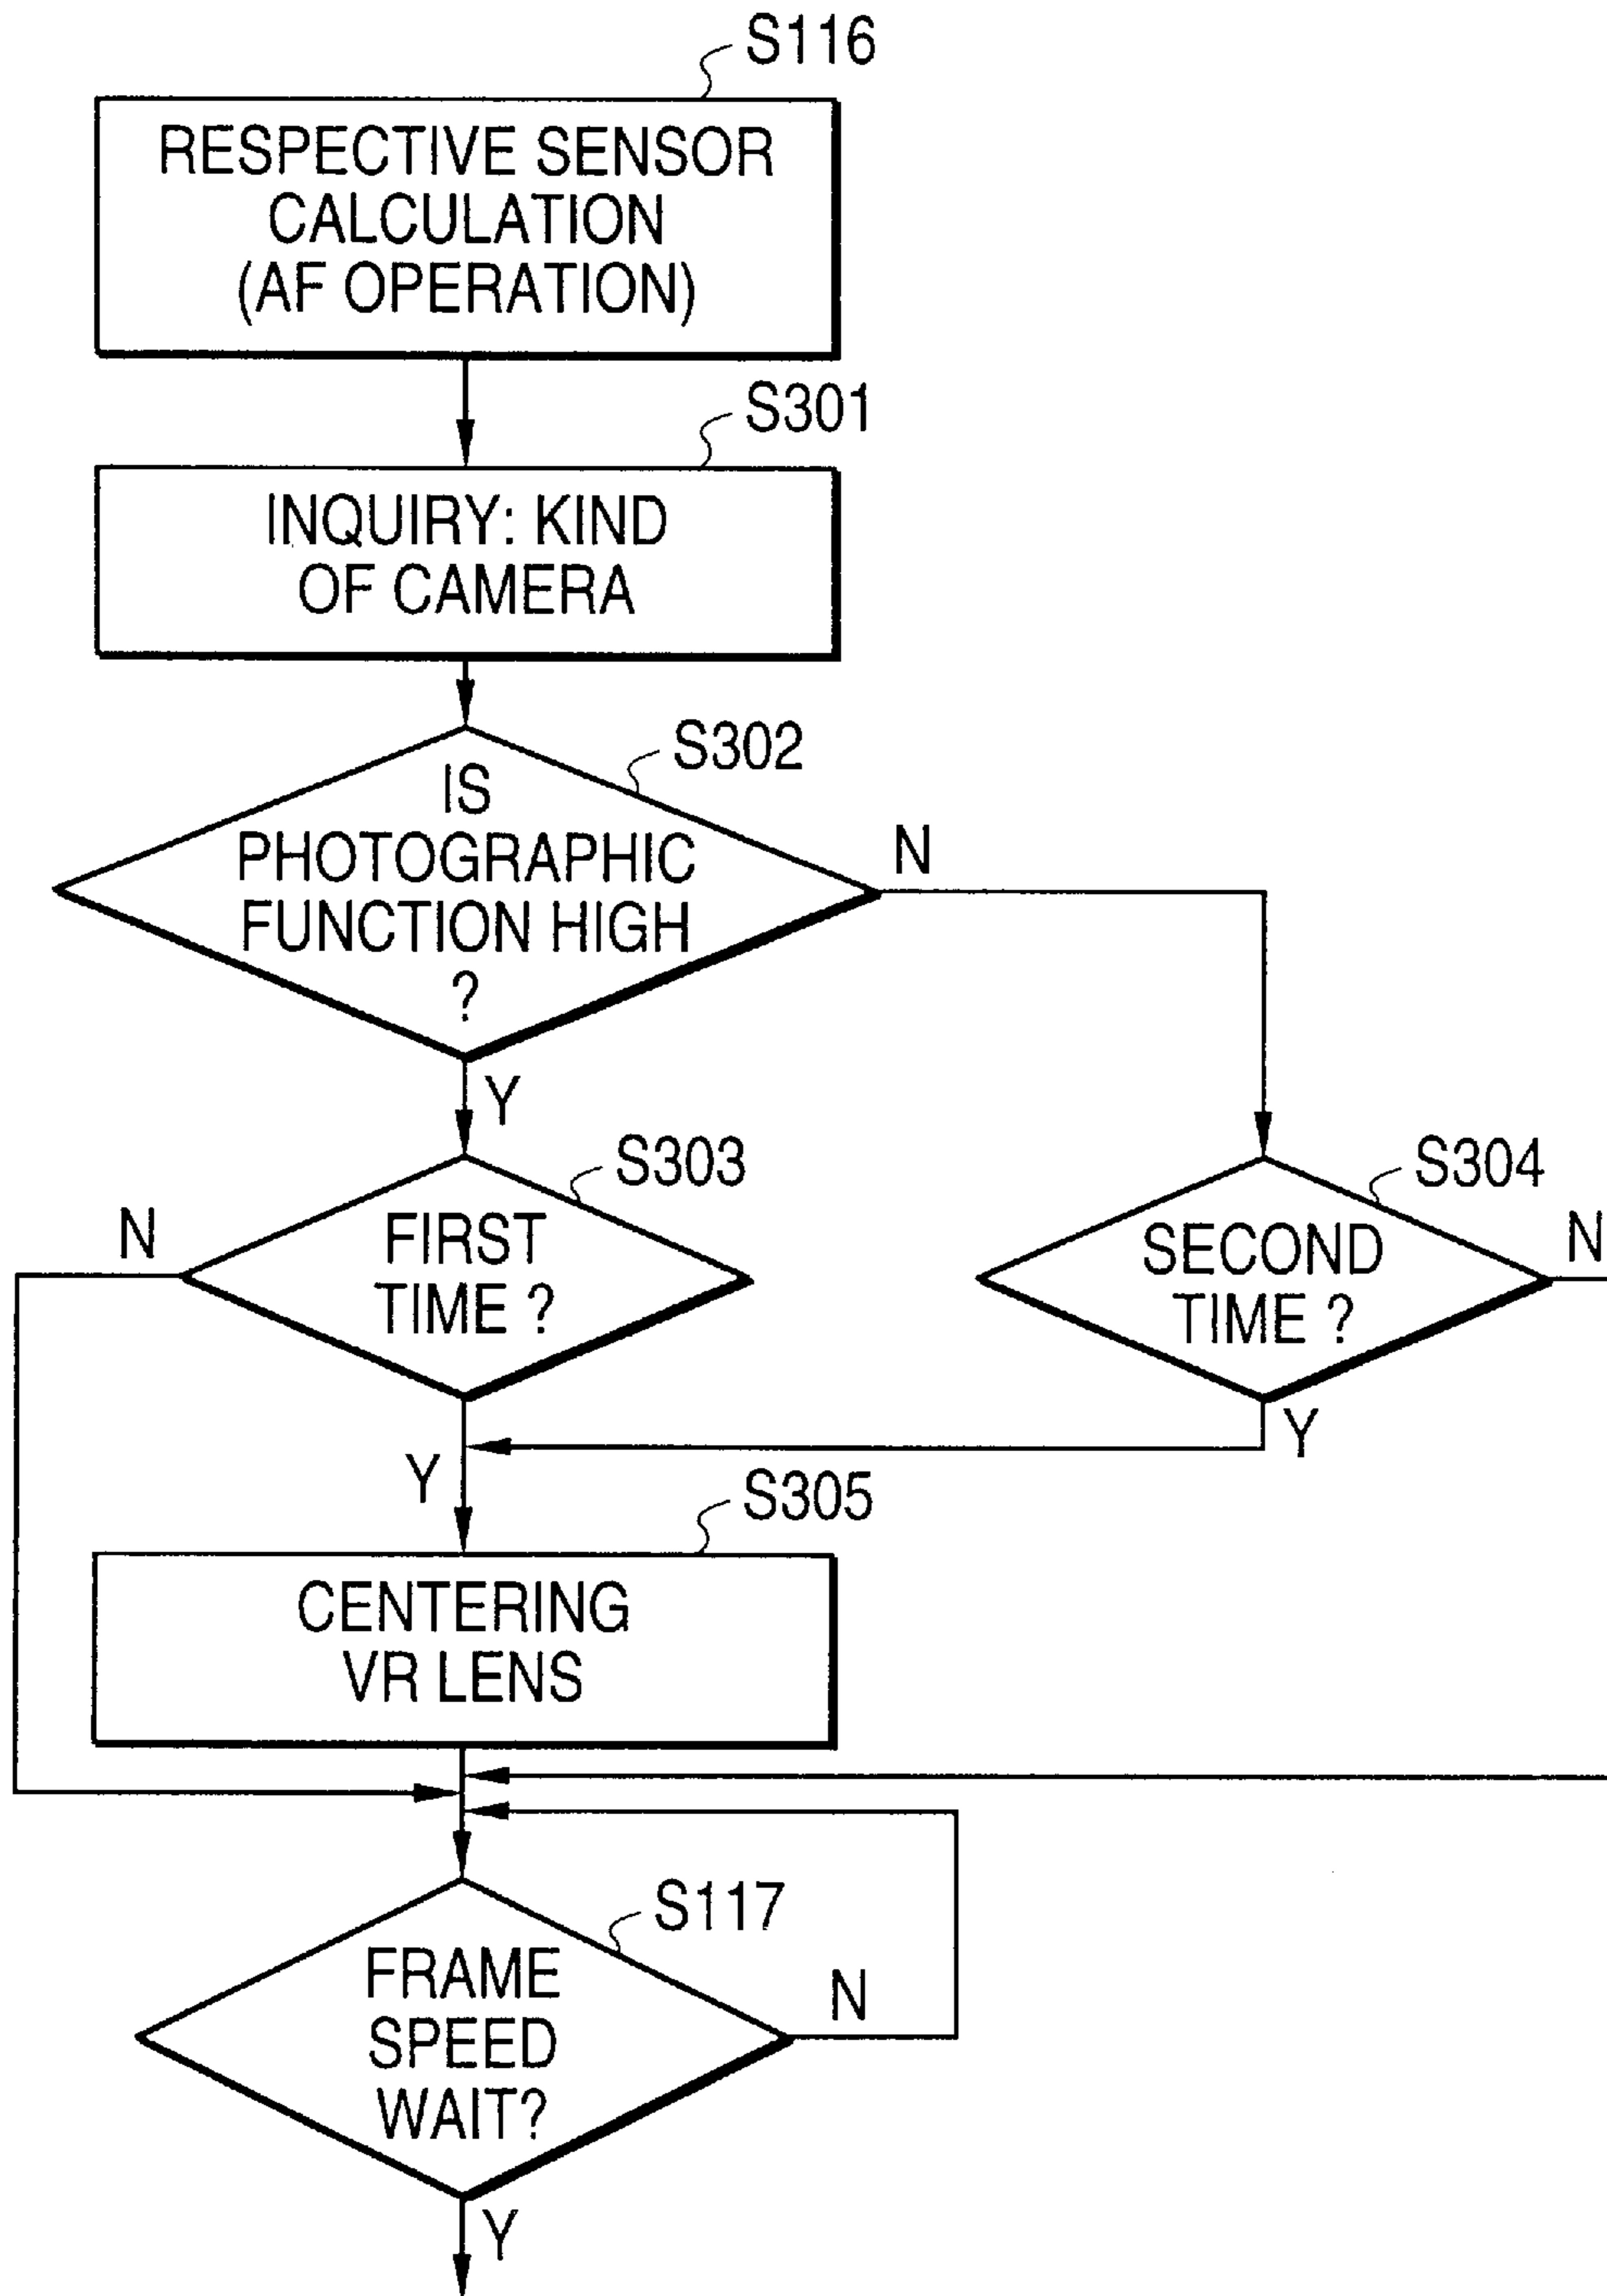 S116
RESPECTIVE SENSOR
CALCULATION
(AF OPERATION)
S301
INQUIRY: KIND
OF CAMERA
S302
IS
PHOTOGRAPHIC
FUNCTION HIGH
?
N
Y
S303
FIRST
TIME ?
N
S304
SECOND
TIME ?
N
Y
Y
S305
CENTERING
VR LENS
S117
FRAME
SPEED
WAIT?
N
Y